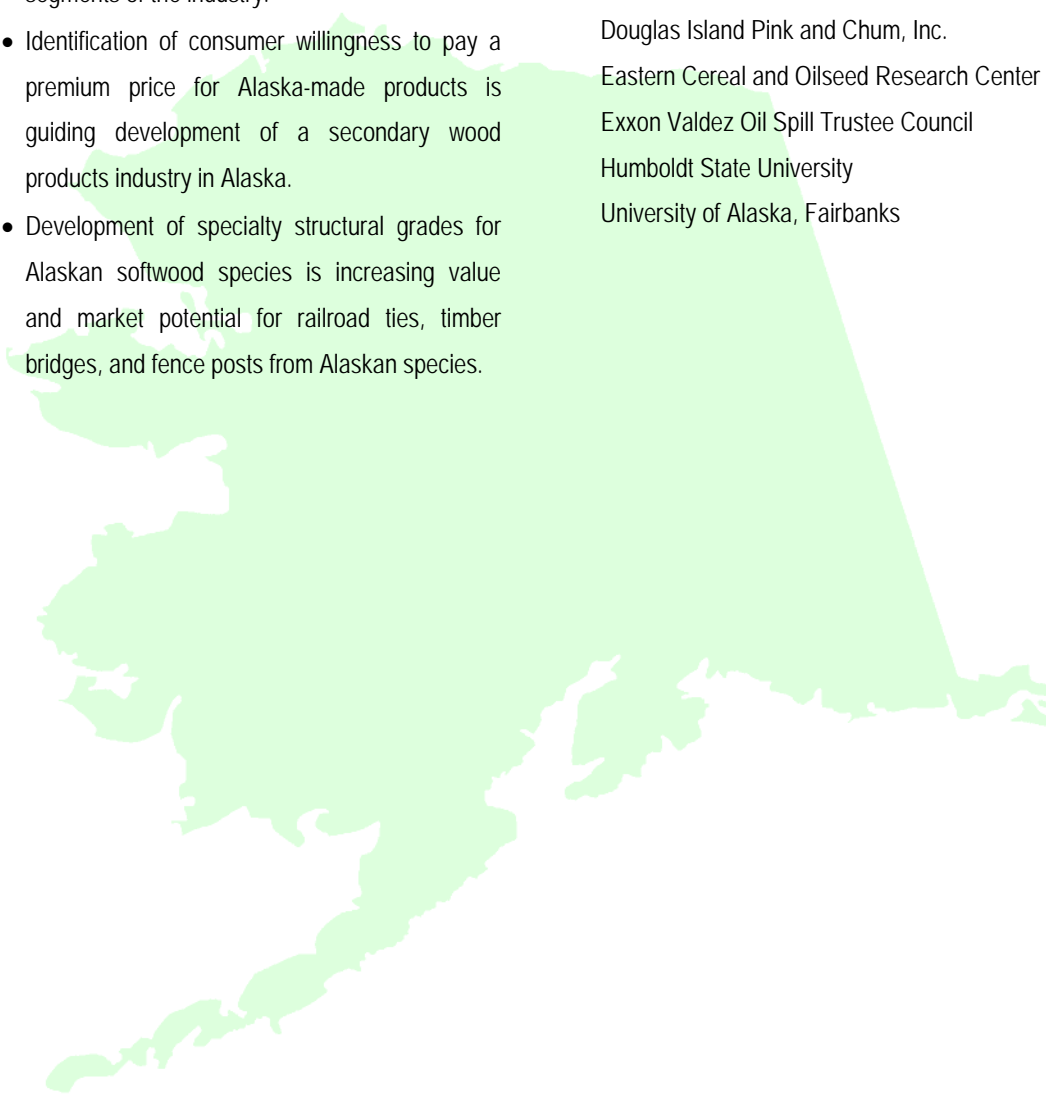 segments of the industry.
• Identification of consumer willingness to pay a
premium price for Alaska-made products is
guiding development of a secondary wood
products industry in Alaska.
• Development of specialty structural grades for
Alaskan softwood species is increasing value
and market potential for railroad ties, timber
bridges, and fence posts from Alaskan species.
Douglas Island Pink and Chum, Inc.
Eastern Cereal and Oilseed Research Center
Exxon Valdez Oil Spill Trustee Council
Humboldt State University
University of Alaska, Fairbanks